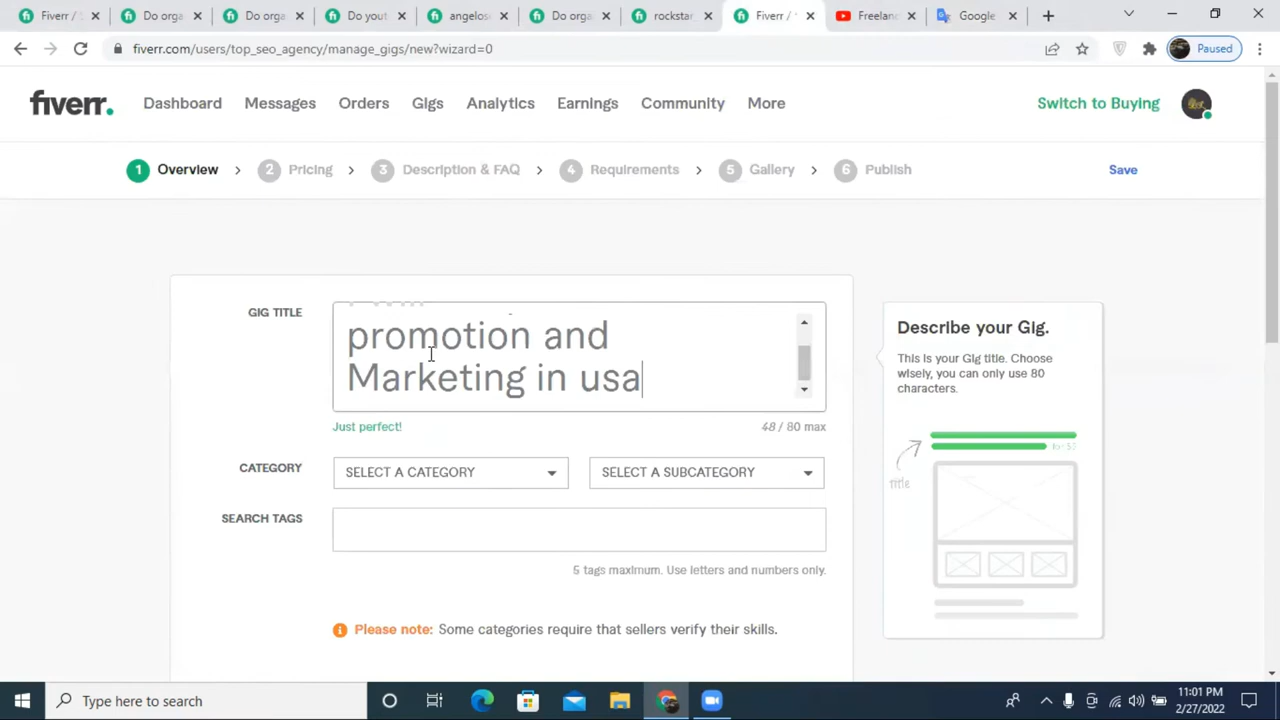 Fiverr /
Do orga
Do orga
Do yout
angelose
Do orga
rockstar
Fiverr /
Freelan
Google
fiverr.com/users/top_seo_agency/manage_gigs/new?wizard=0
Paused
fiverr.
Dashboard
Messages
Orders
Gigs
Analytics
Earnings
Community
More
Switch to Buying
1 Overview
2 Pricing
3 Description & FAQ
4 Requirements
5 Gallery
6 Publish
Save
GIG TITLE
promotion and
Marketing in usa
Just perfect!
48 / 80 max
Describe your Gig.
This is your Gig title. Choose
wisely, you can only use 80
characters.
title
CATEGORY
SELECT A CATEGORY
SELECT A SUBCATEGORY
SEARCH TAGS
5 tags maximum. Use letters and numbers only.
Please note: Some categories require that sellers verify their skills.
Type here to search
11:01 PM
2/27/2022